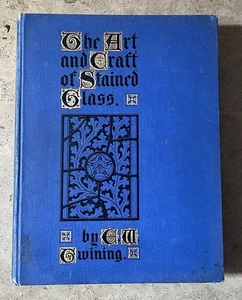 The Art
and Craft
of Stained
Glass.
by E W
Twining.